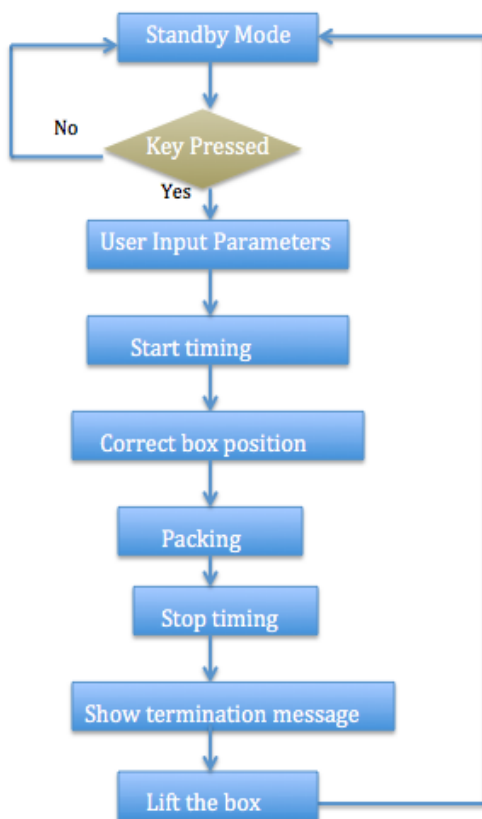 Standby Mode
No
Key Pressed
Yes
User Input Parameters
Start timing
Correct box position
Packing
Stop timing
Show termination message
Lift the box